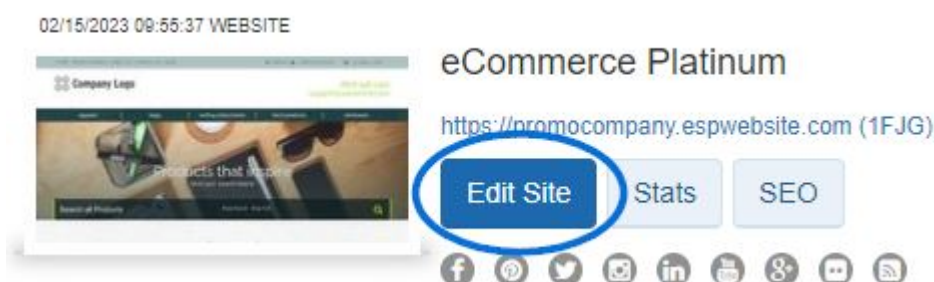 02/15/2023 09:55:37 WEBSITE
Company Logo
Products that inspire
Search all Products
eCommerce Platinum
https://promocompany.espwebsite.com (1FJG)
Edit Site
Stats
SEO